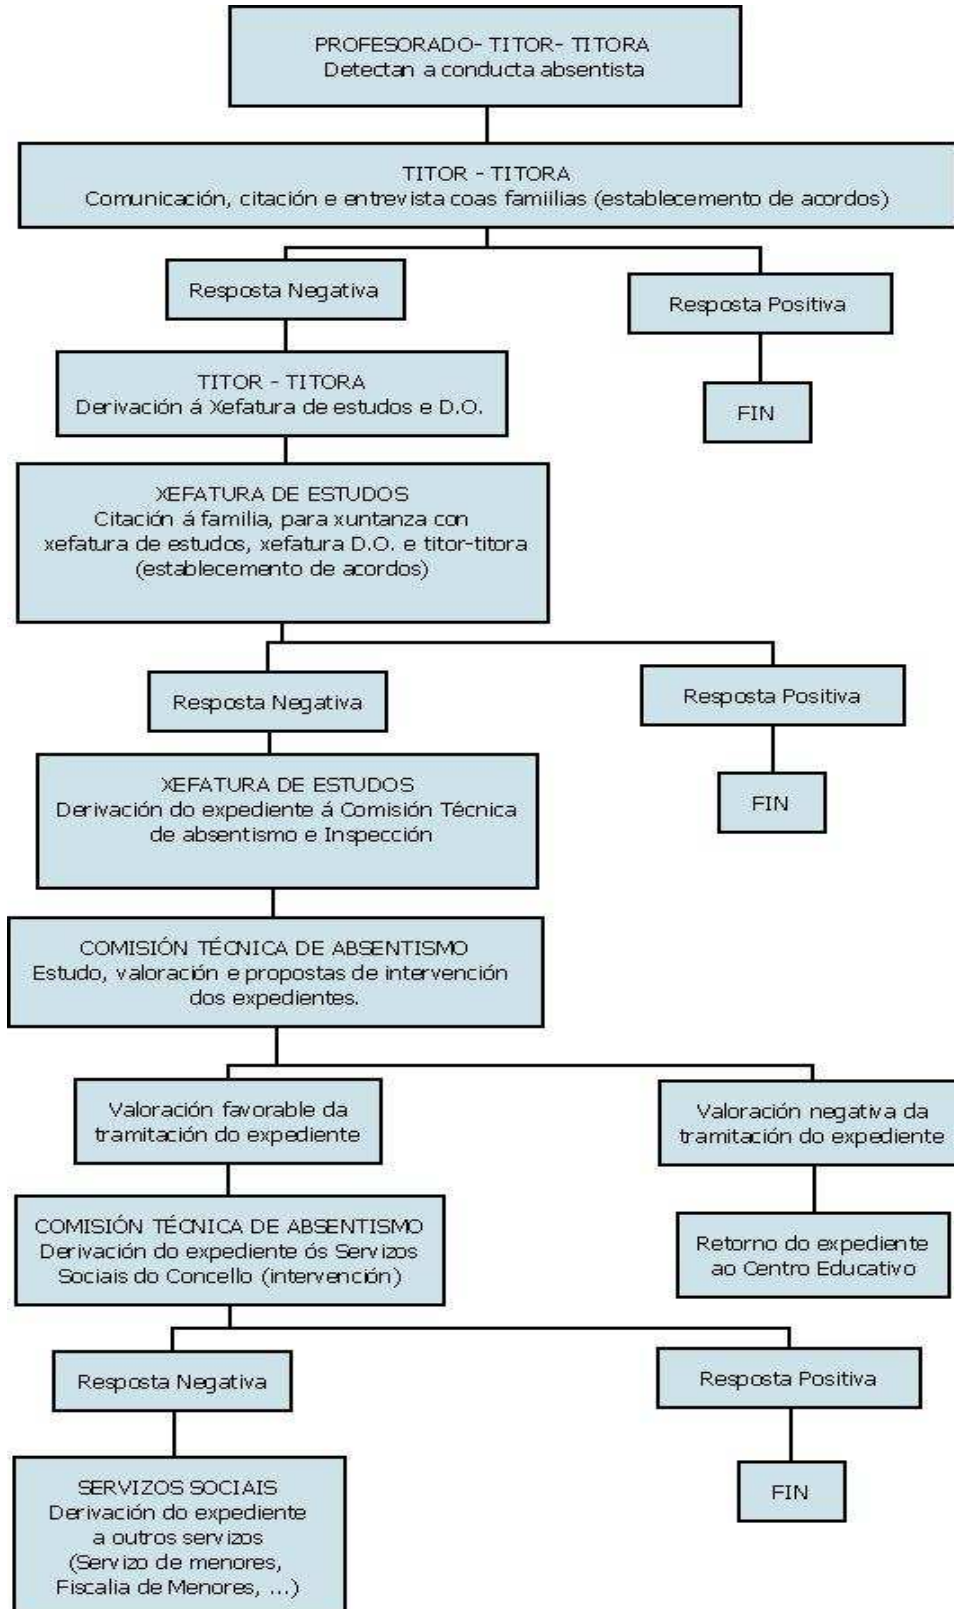 PROFESORADO- TITOR- TITORA
Detectan a conducta absentista
TITOR - TITORA
Comunicación, citación e entrevista coas famiilias (establecemento de acordos)
Resposta Negativa
Resposta Positiva
TITOR - TITORA
Derivación á Xefatura de estudos e D.O.
FIN
XEFATURA DE ESTUDOS
Citación á familia, para xuntanza con
xefatura de estudos, xefatura D.O. e titor-titora
(establecemento de acordos)
Resposta Negativa
Resposta Positiva
XEFATURA DE ESTUDOS
Derivación do expediente á Comisión Técnica
de absentismo e Inspección
FIN
COMISIÓN TÉCNICA DE ABSENTISMO
Estudo, valoración e propostas de intervención
dos expedientes.
Valoración favorable da
tramitación do expediente
Valoración negativa da
tramitación do expediente
COMISIÓN TÉCNICA DE ABSENTISMO
Derivación do expediente ós Servizos
Sociais do Concello (intervención)
Retorno do expediente
ao Centro Educativo
Resposta Negativa
Resposta Positiva
SERVIZOS SOCIAIS
Derivación do expediente
a outros servizos
(Servizo de menores,
Fiscalia de Menores, ...)
FIN